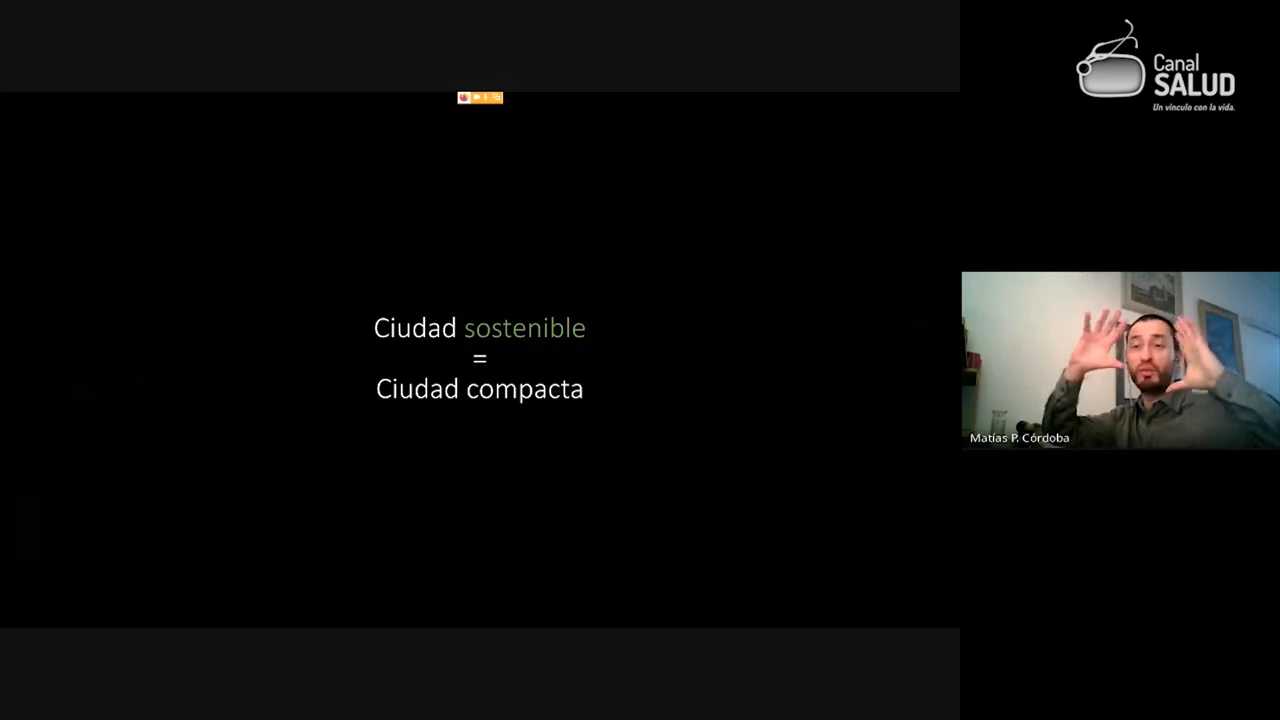 Canal
SALUD
Un vínculo con la vida.
Ciudad sostenible
=
Ciudad compacta
Matías P. Córdoba